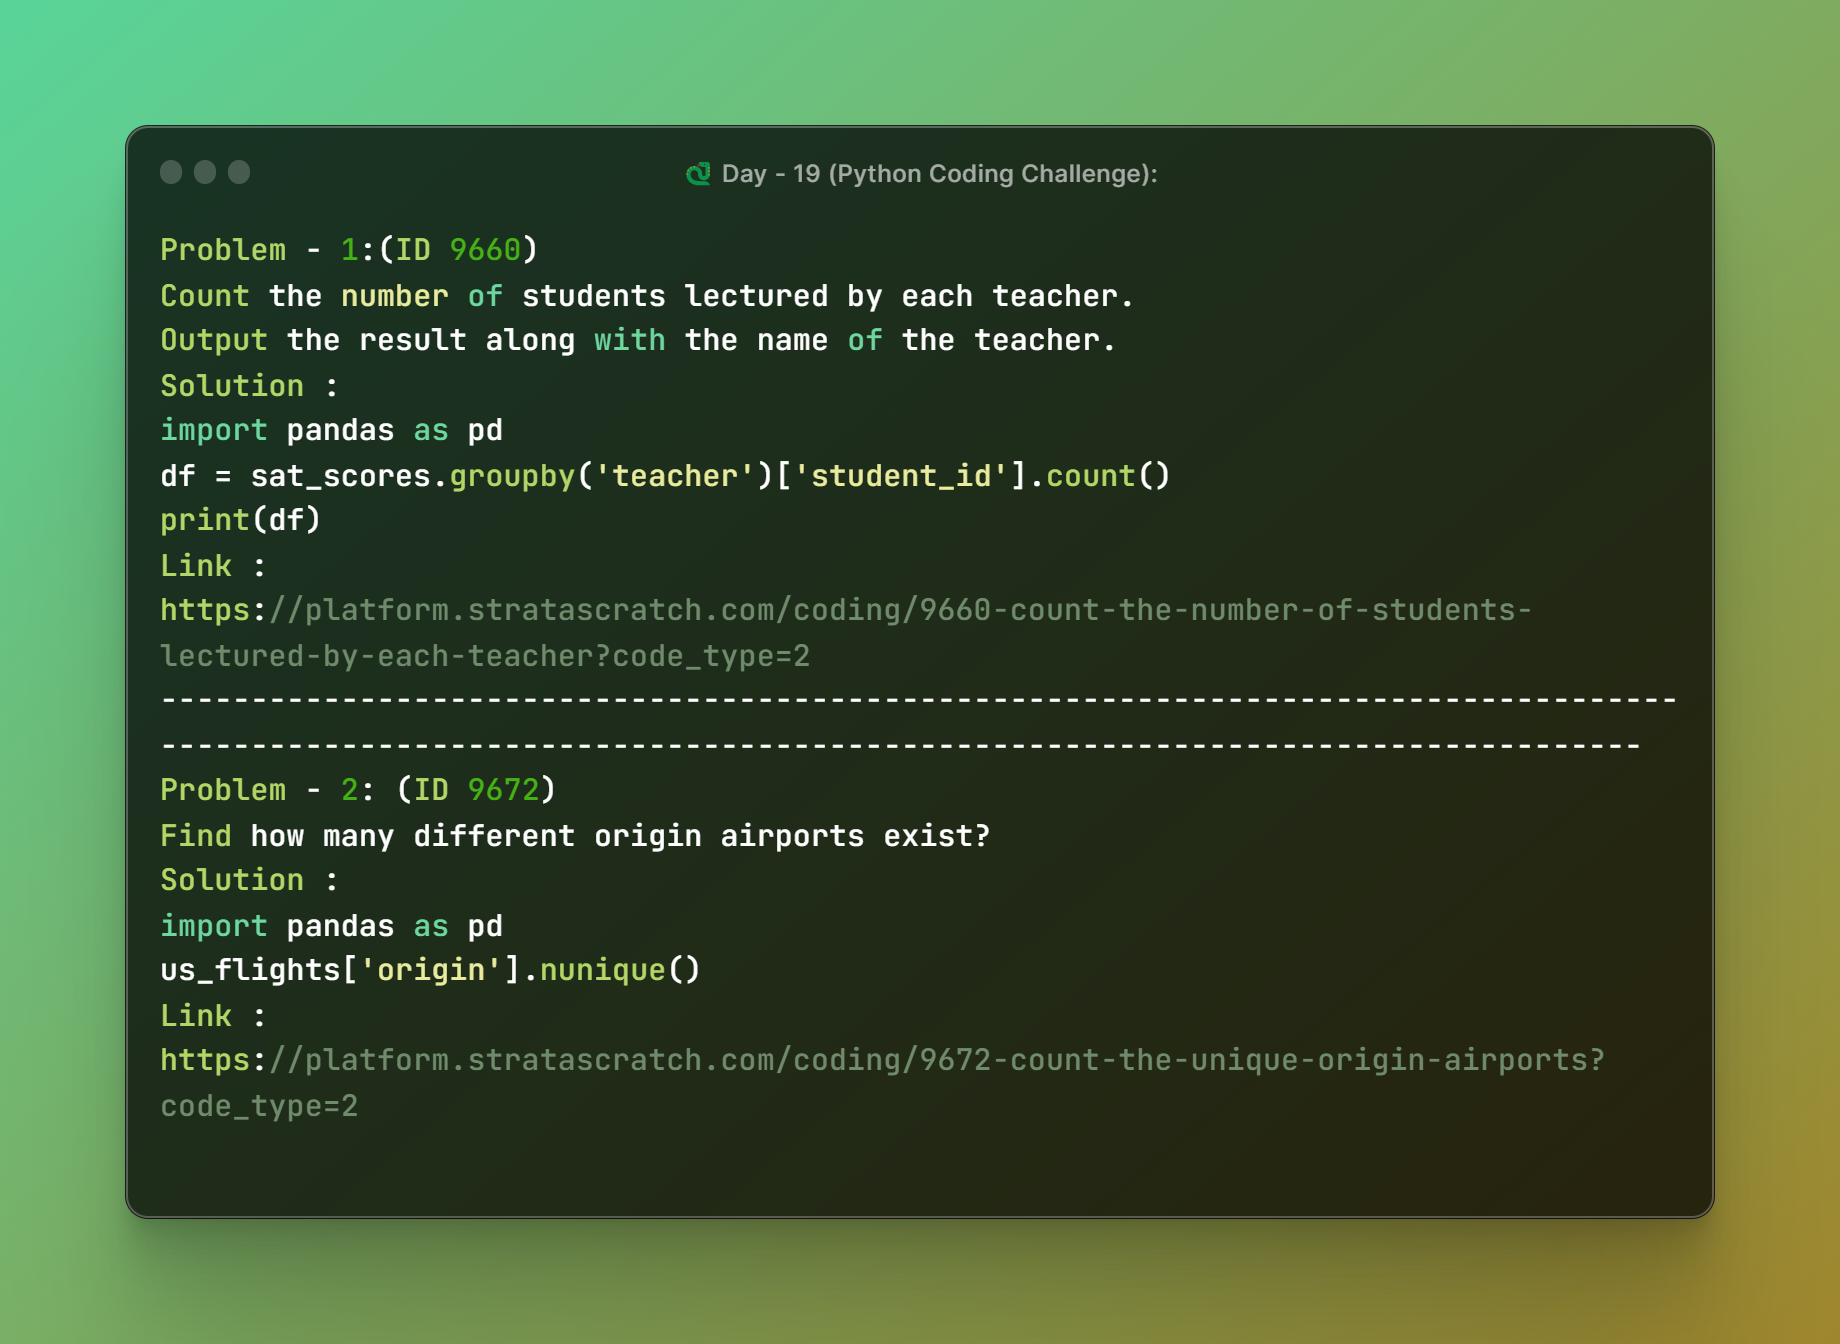 Day - 19 (Python Coding Challenge):
Problem - 1:(ID 9660)
Count the number of students lectured by each teacher.
Output the result along with the name of the teacher.
Solution :
import pandas as pd
df = sat_scores.groupby('teacher')['student_id'].count()
print(df)
Link :
https://platform.stratascratch.com/coding/9660-count-the-number-of-students-
lectured-by-each-teacher?code_type=2
------------------------------------------------------------------------------------
----------------------------------------------------------------------------------
Problem - 2: (ID 9672)
Find how many different origin airports exist?
Solution :
import pandas as pd
us_flights['origin'].nunique()
Link :
https://platform.stratascratch.com/coding/9672-count-the-unique-origin-airports?
code_type=2